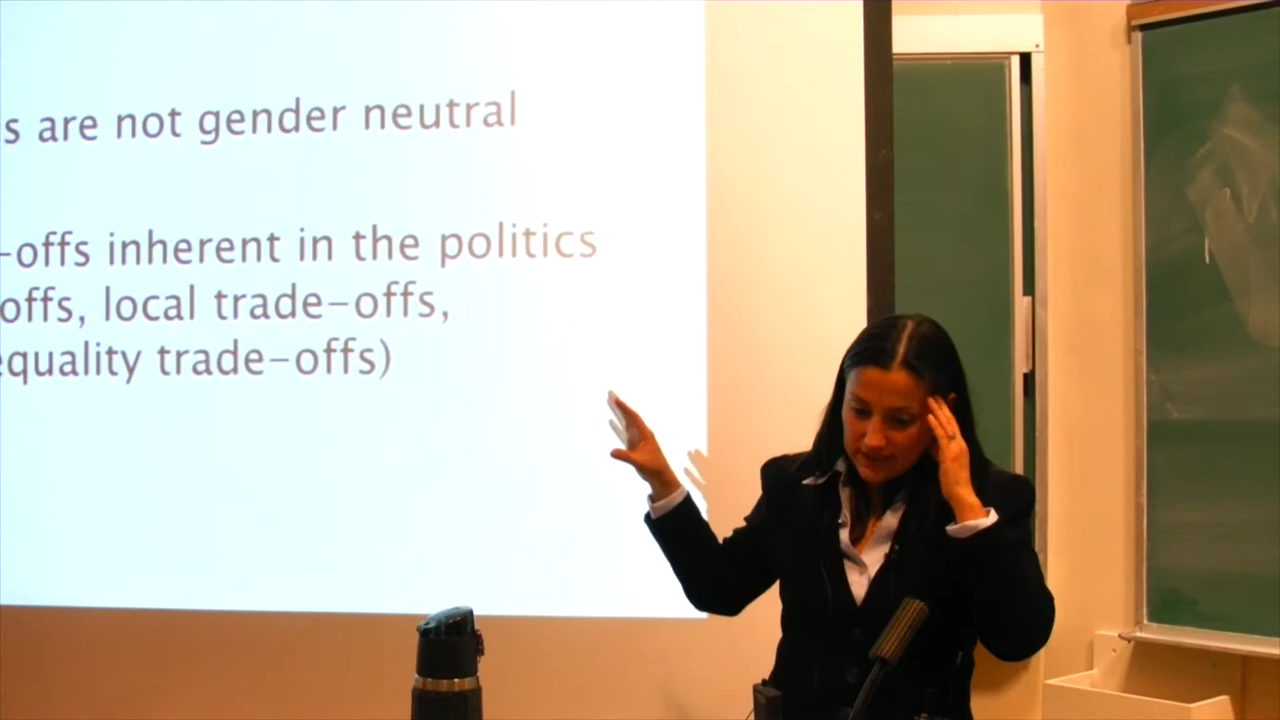 s are not gender neutral
-offs inherent in the politics
offs, local trade-offs,
equality trade-offs)